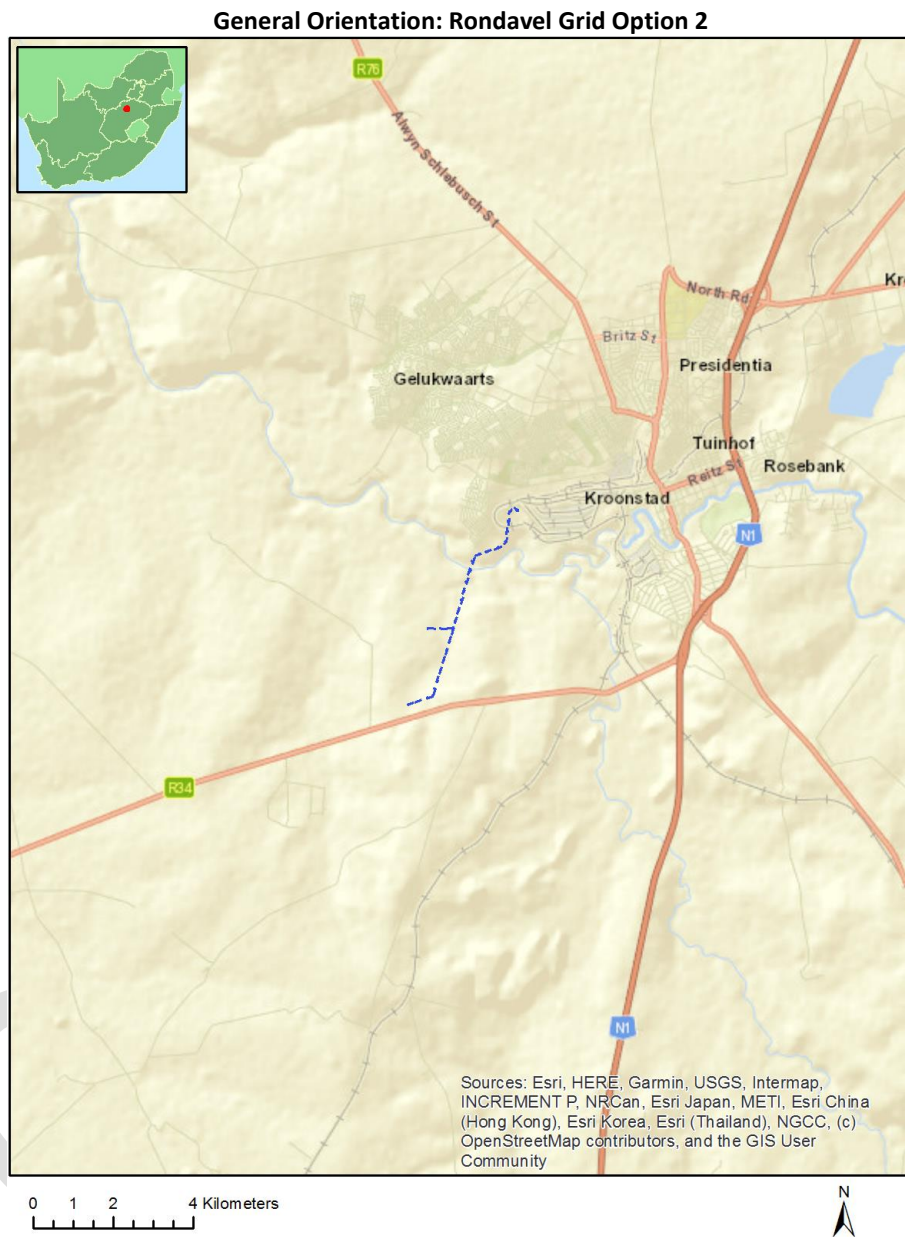 General Orientation: Rondavel Grid Option 2
R76
Alwyn Schlebusch St
North Rd
Kr
Britz St
Presidentia
Gelukwaarts
Tuinhof
Reitz St
Rosebank
Kroonstad
N1
R34
N1
Sources: Esri, HERE, Garmin, USGS, Intermap,
INCREMENT P, NRCan, Esri Japan, METI, Esri China
(Hong Kong), Esri Korea, Esri (Thailand), NGCC, (c)
OpenStreetMap contributors, and the GIS User
Community
0 1 2 4 Kilometers
N